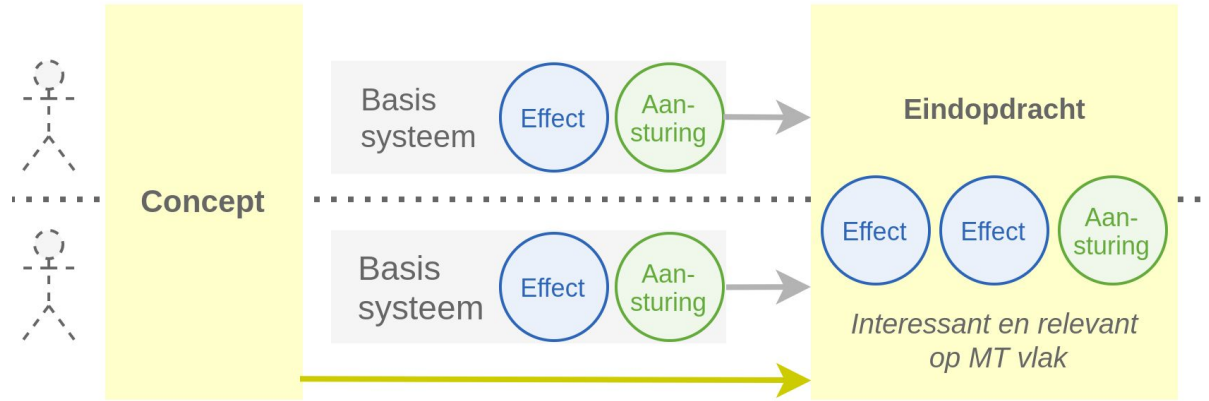 Concept
Basis
systeem
Effect
Aan-
sturing
Basis
systeem
Effect
Aan-
sturing
Eindopdracht
Effect
Effect
Aan-
sturing
Interessant en relevant
op MT vlak